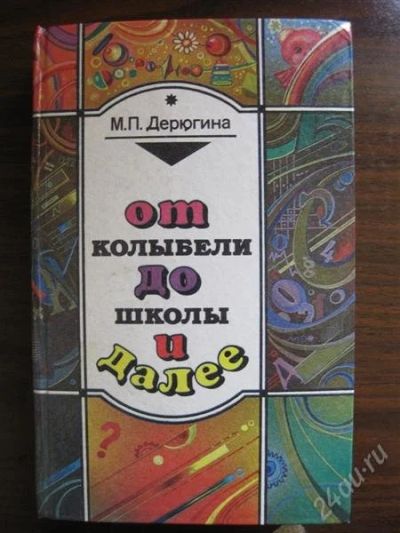 М.П. Дерюгина
от
колыбели
до
школы
и
далее
?
24au.ru